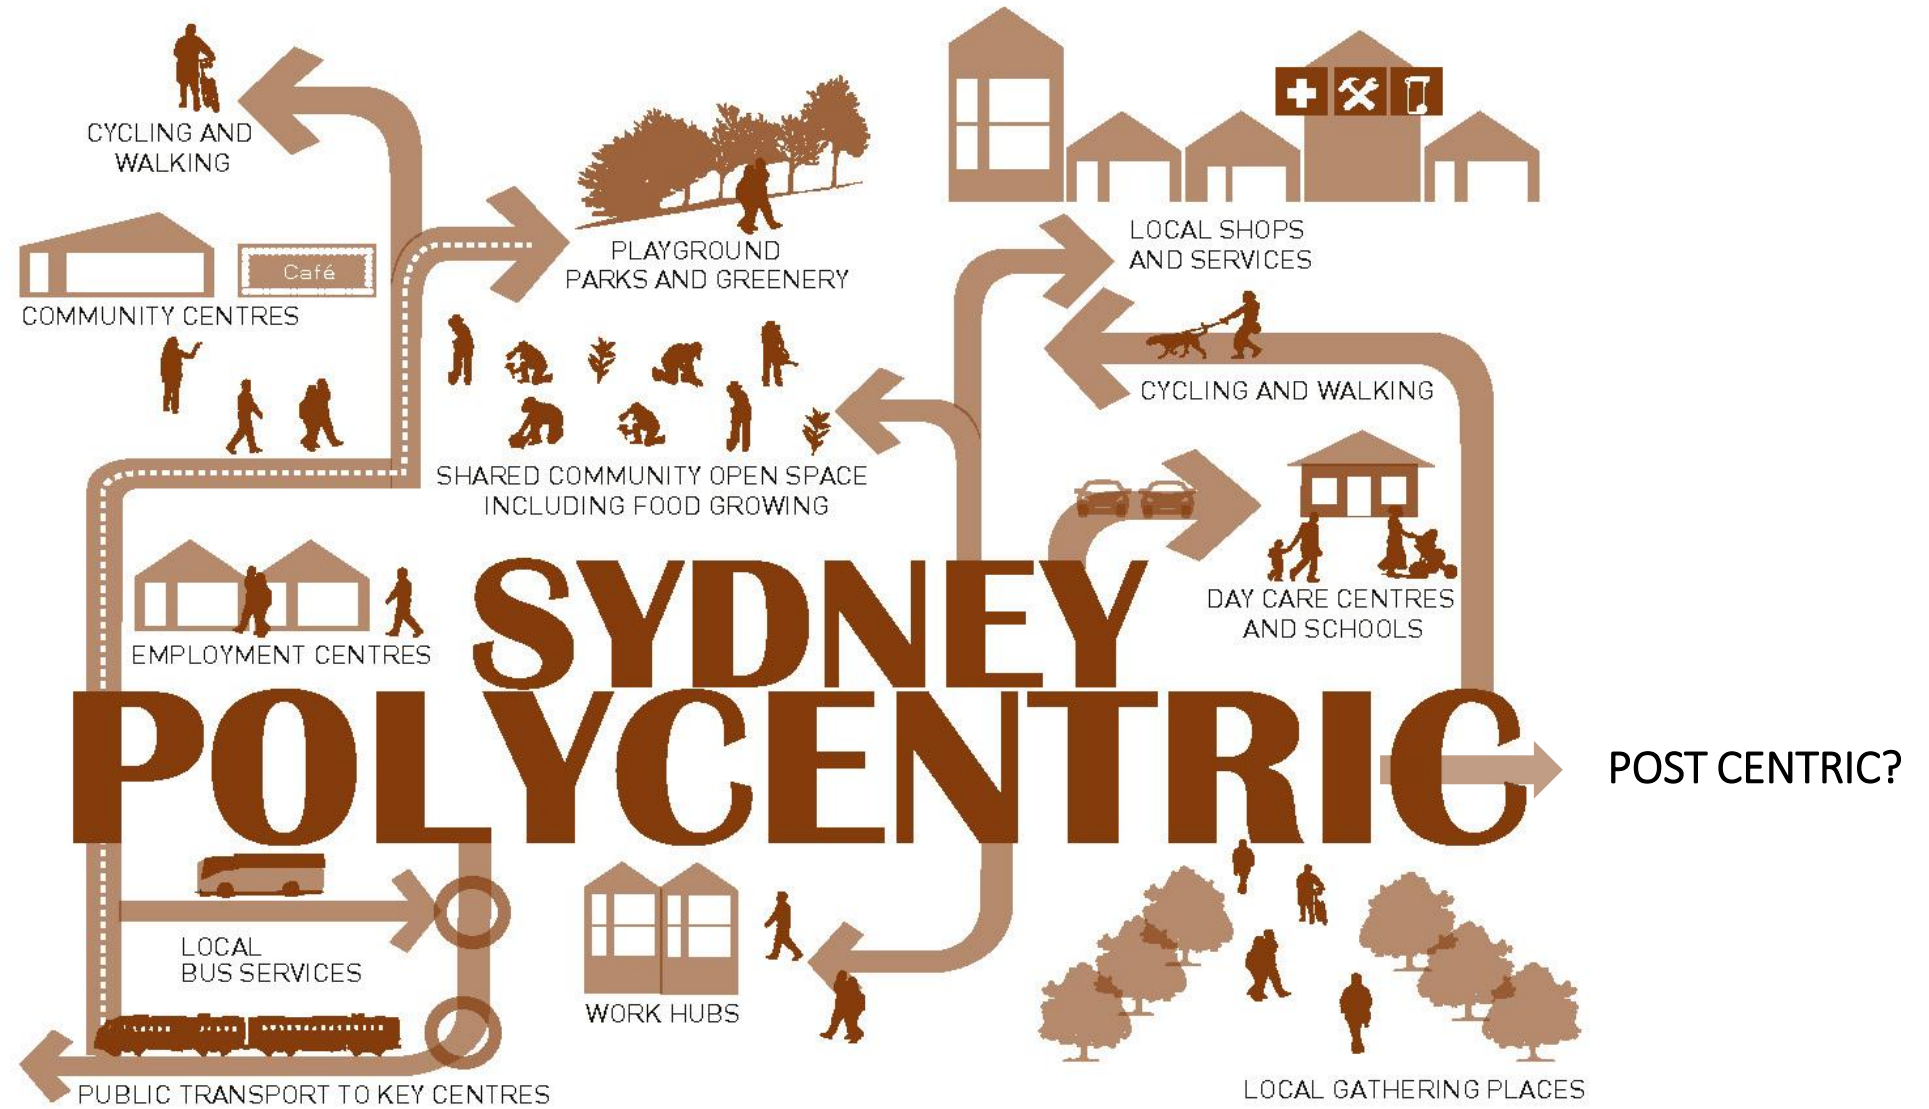 CYCLING AND
WALKING
PLAYGROUND
PARKS AND GREENERY
LOCAL SHOPS
AND SERVICES
Café
COMMUNITY CENTRES
CYCLING AND WALKING
SHARED COMMUNITY OPEN SPACE
INCLUDING FOOD GROWING
DAY CARE CENTRES
AND SCHOOLS
EMPLOYMENT CENTRES
SYDNEY
POLYCENTRIC
POST CENTRIC?
LOCAL
BUS SERVICES
WORK HUBS
PUBLIC TRANSPORT TO KEY CENTRES
LOCAL GATHERING PLACES